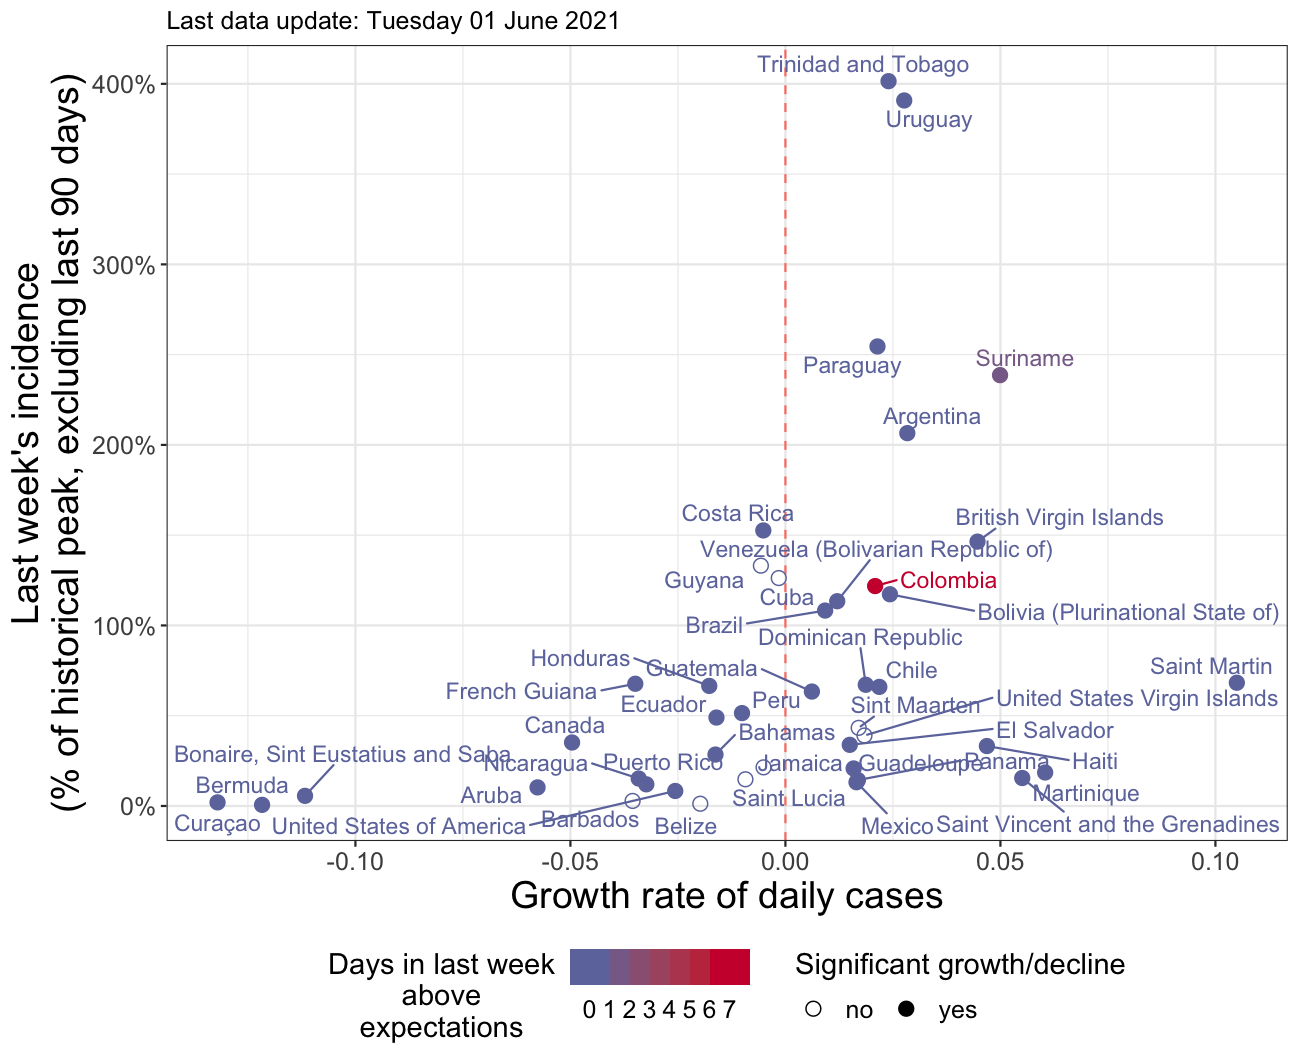 Last data update: Tuesday 01 June 2021
Last week's incidence
(% of historical peak, excluding last 90 days)
400%
300%
200%
100%
0%
Trinidad and Tobago
Uruguay
Paraguay
Suriname
Argentina
Costa Rica
British Virgin Islands
Venezuela (Bolivarian Republic of)
Guyana
Colombia
Cuba
Bolivia (Plurinational State of)
Brazil
Dominican Republic
Honduras
Guatemala
Chile
Saint Martin
French Guiana
Ecuador
Peru
Sint Maarten
United States Virgin Islands
Canada
Bahamas
El Salvador
Bonaire, Sint Eustatius and Saba
Nicaragua
Puerto Rico
Jamaica
Guadeloupe
Panama
Haiti
Bermuda
Aruba
Saint Lucia
Martinique
Curaçao
United States of America
Barbados
Belize
Mexico
Saint Vincent and the Grenadines
-0.10
-0.05
0.00
0.05
0.10
Growth rate of daily cases
Days in last week
above
expectations
0 1 2 3 4 5 6 7
Significant growth/decline
no
yes